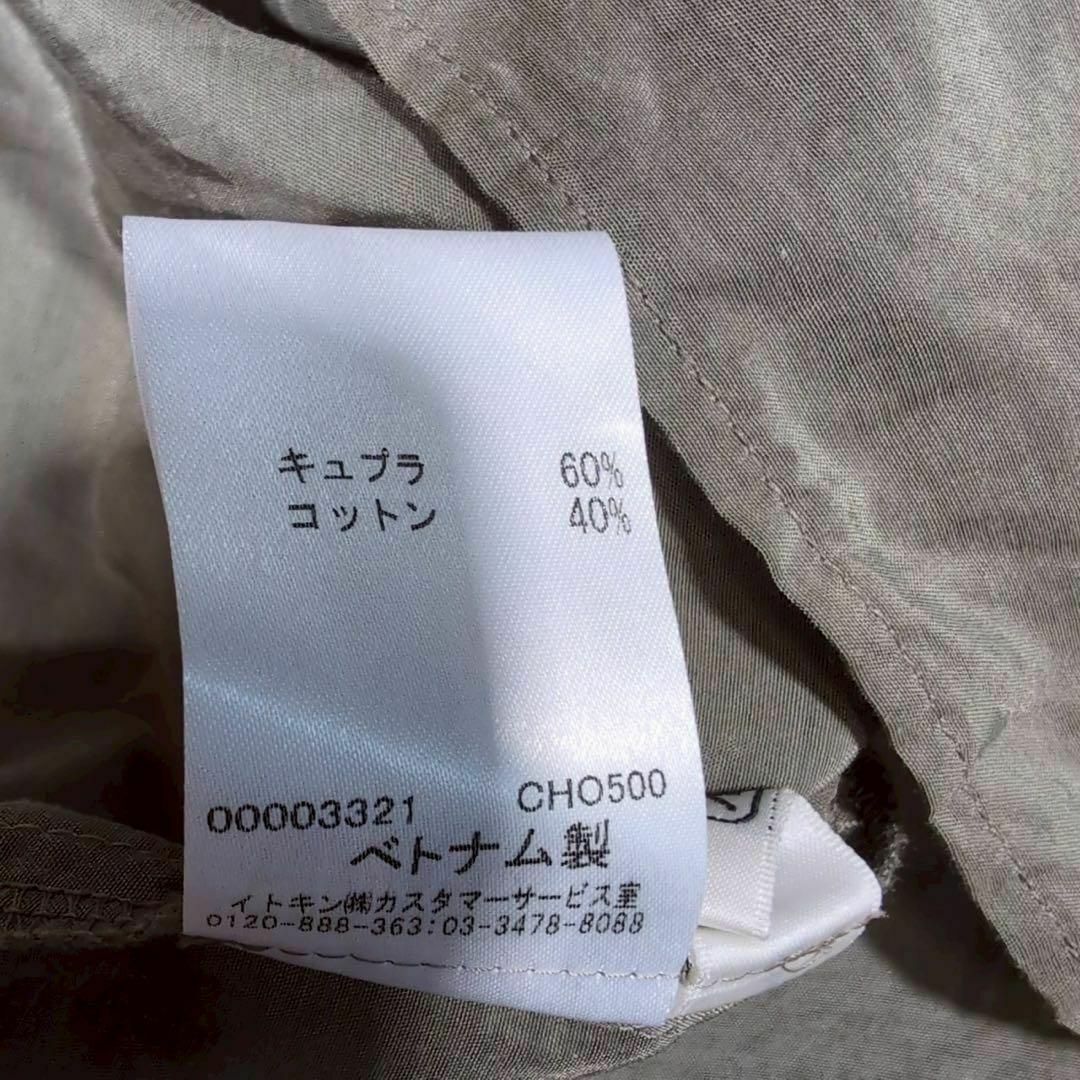 キュプラ 60%
コットン 40%
00003321 CHO500
ベトナム製
イトキン㈱カスタマーサービス室
0120-888-363:03-3478-8088